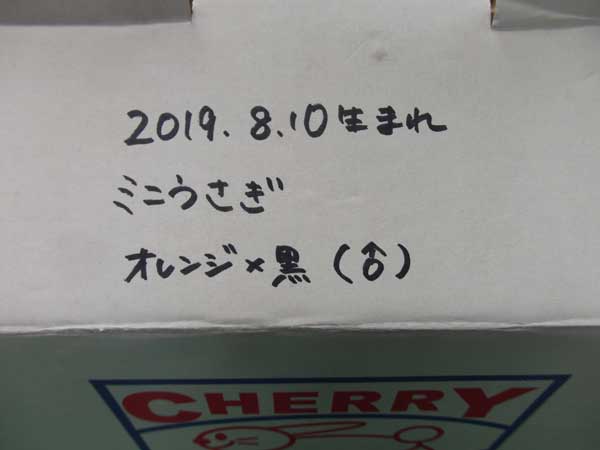 2019.8.10生まれ
ミニうさぎ
オレンジ×黒(♂)
CHERRY